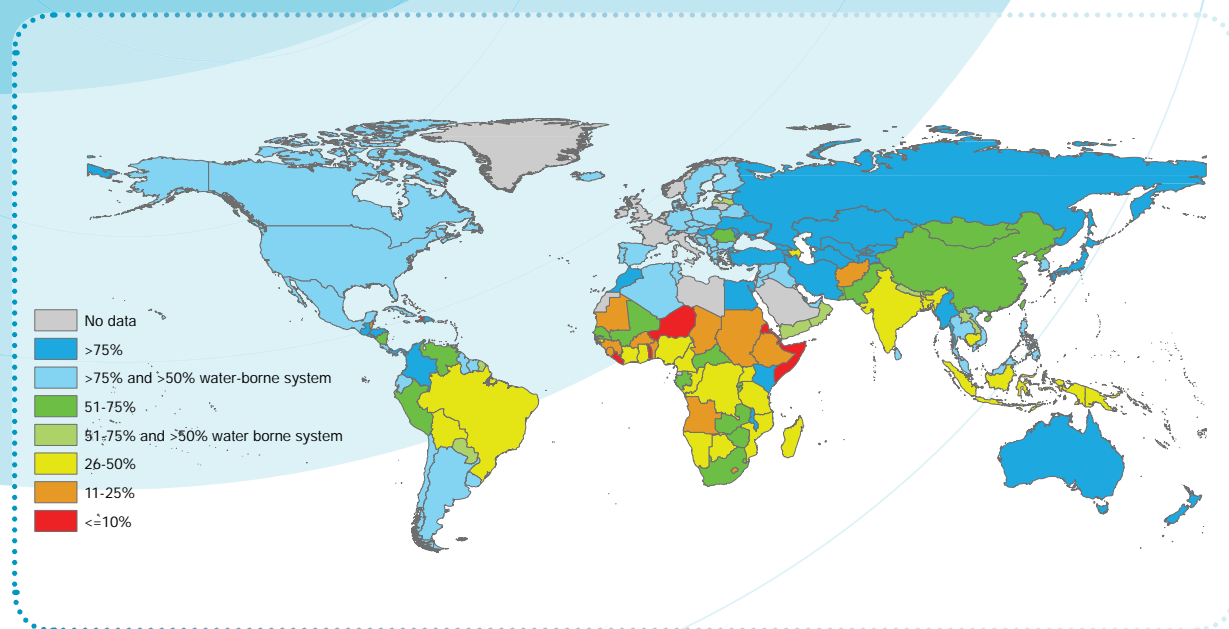 No data
>75%
>75% and >50% water-borne system
51-75%
51-75% and >50% water borne system
26-50%
11-25%
<=10%